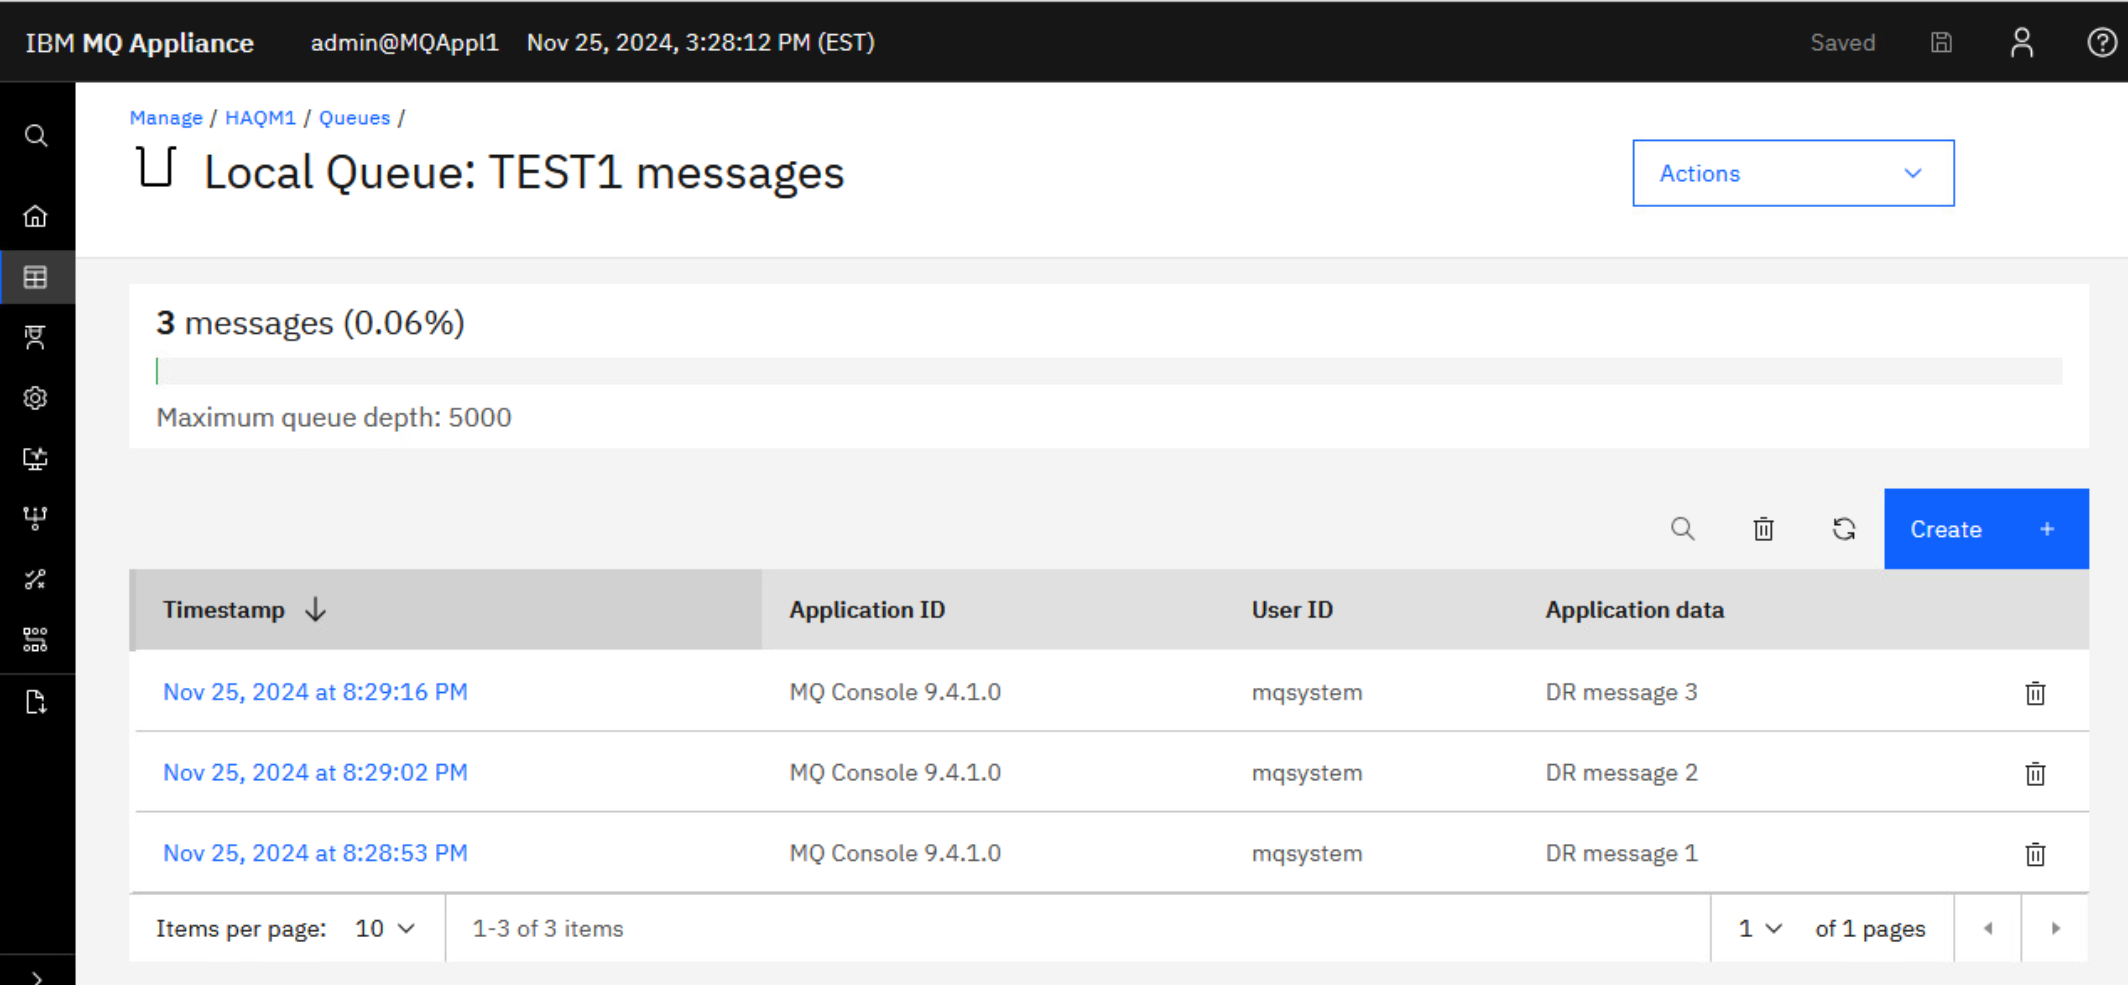 IBM MQ Appliance admin@MQAppl1 Nov 25, 2024, 3:28:12 PM (EST) Saved
Manage / HAQM1 / Queues /
Local Queue: TEST1 messages
Actions
3 messages (0.06%)
Maximum queue depth: 5000
Create +
Timestamp Application ID User ID Application data
Nov 25, 2024 at 8:29:16 PM MQ Console 9.4.1.0 mqsystem DR message 3
Nov 25, 2024 at 8:29:02 PM MQ Console 9.4.1.0 mqsystem DR message 2
Nov 25, 2024 at 8:28:53 PM MQ Console 9.4.1.0 mqsystem DR message 1
Items per page: 10 1-3 of 3 items 1 of 1 pages